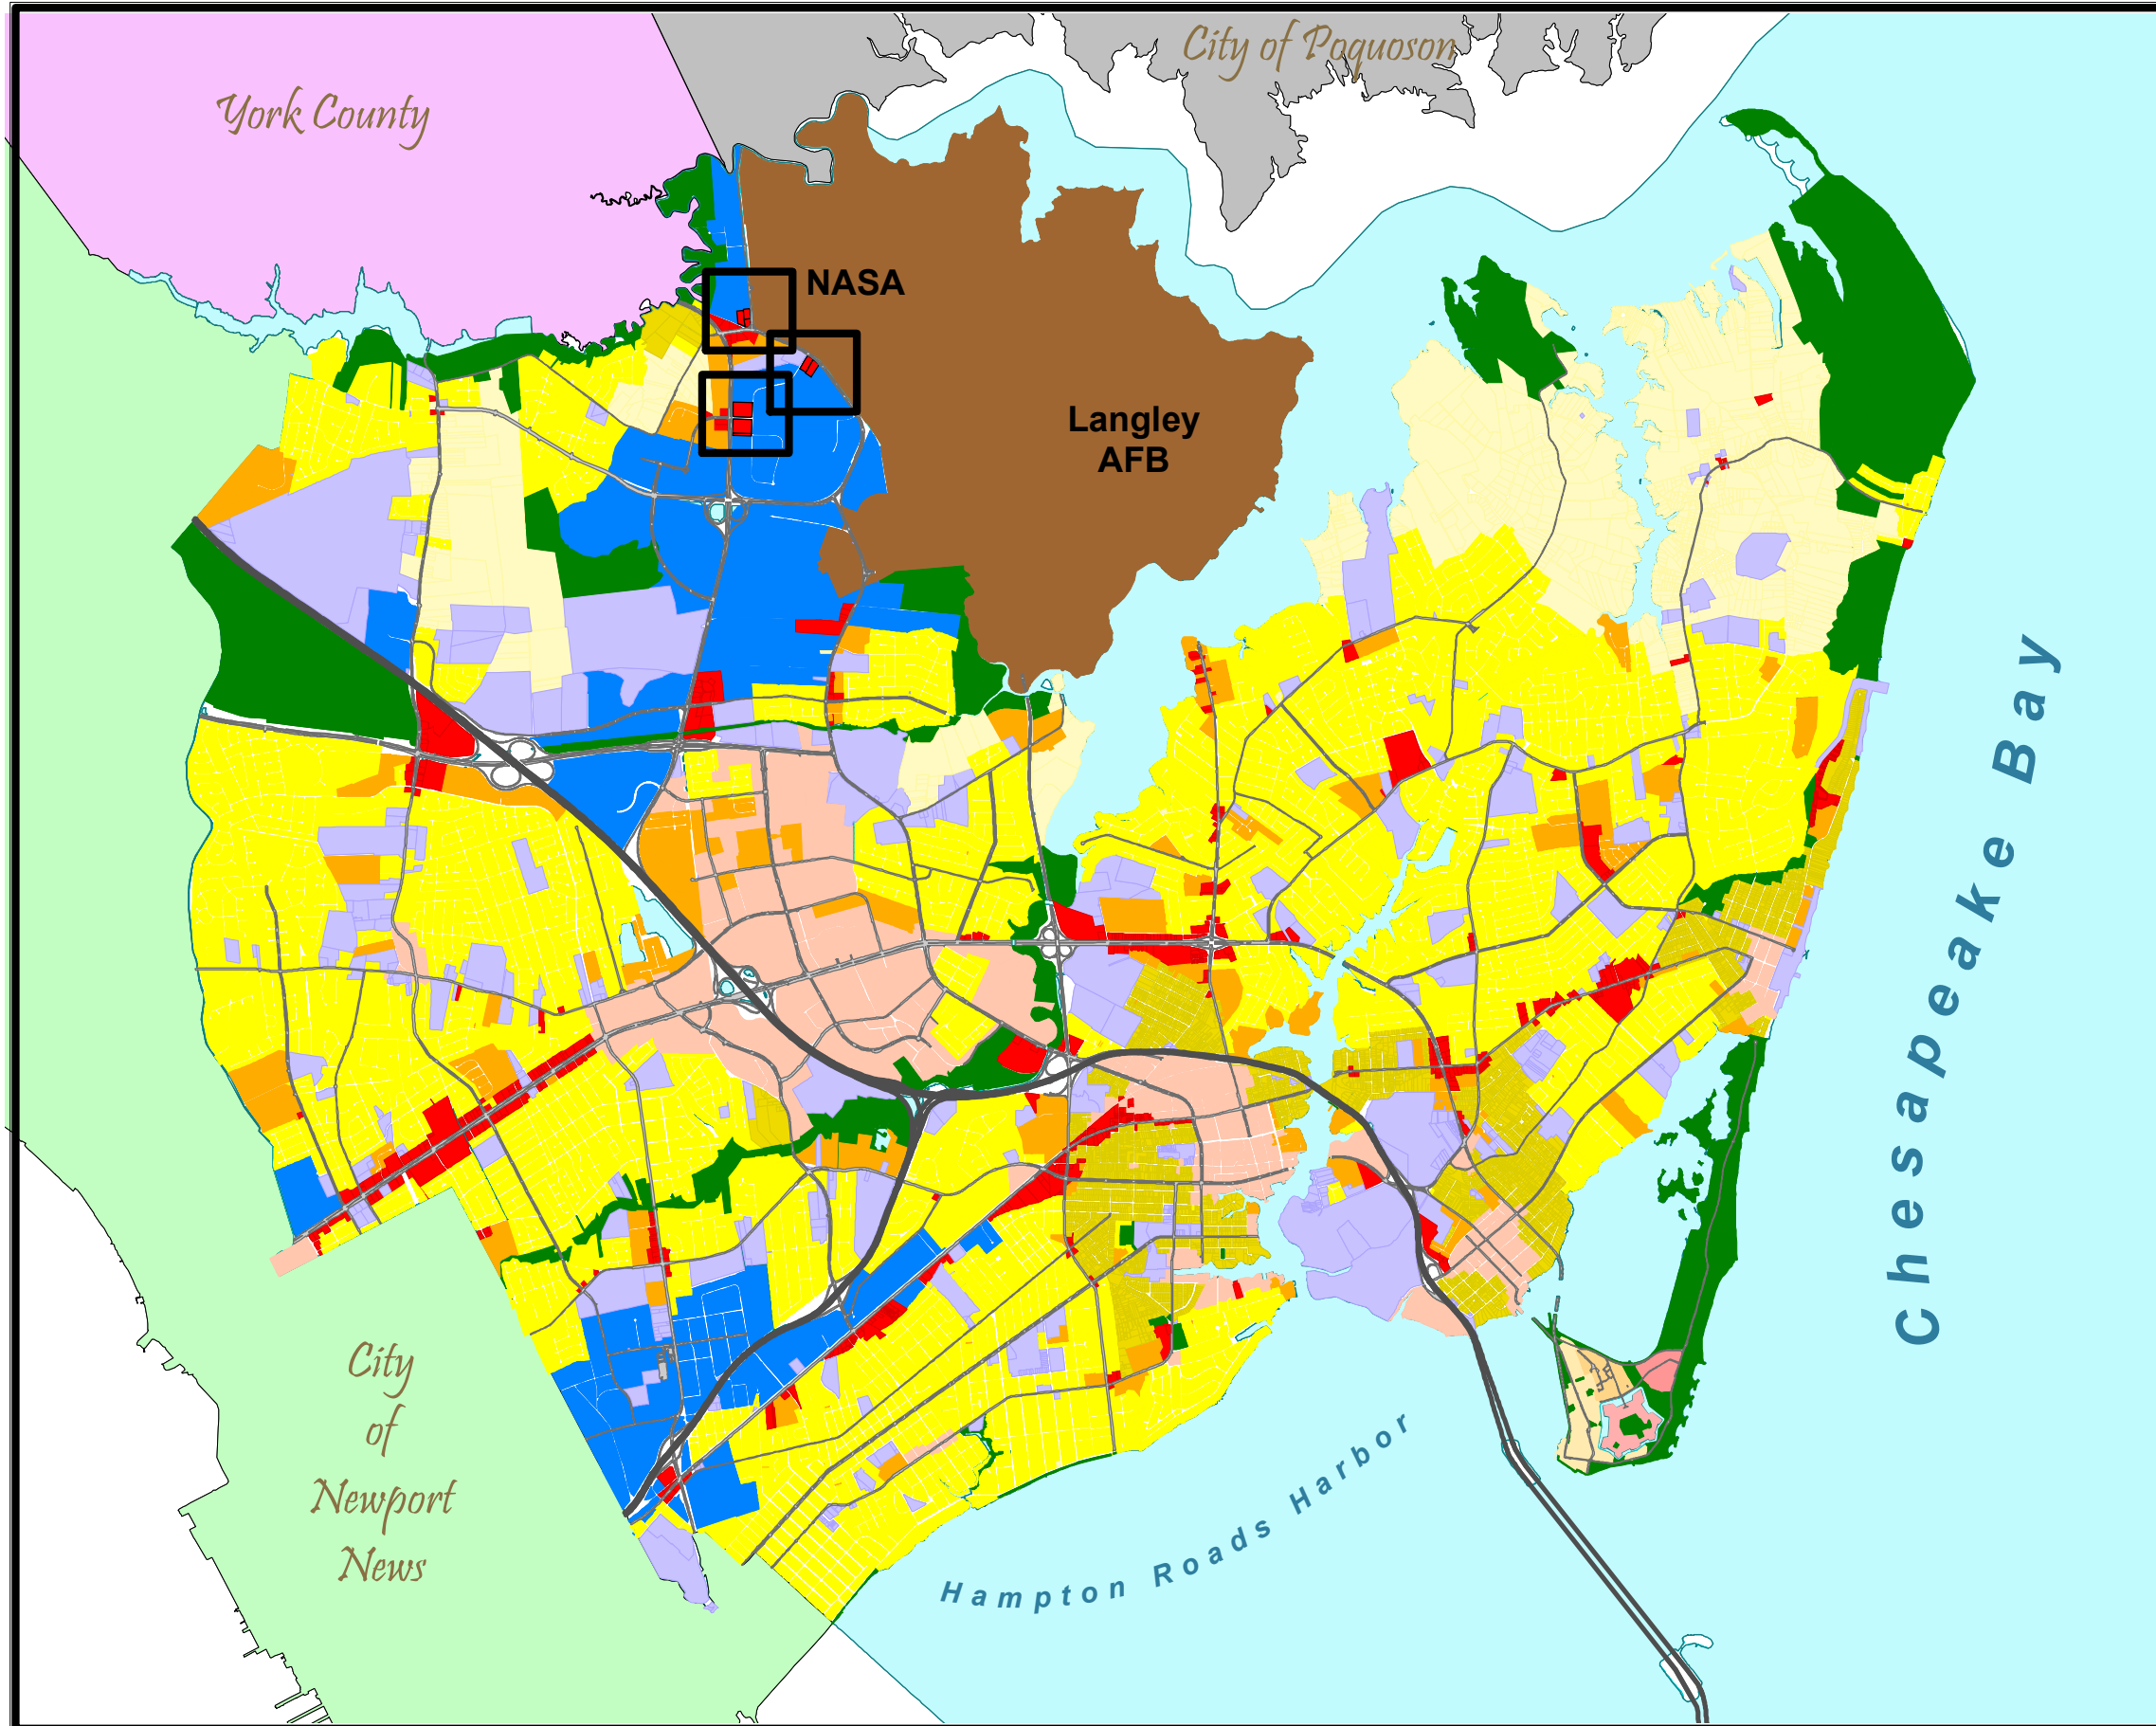 City of Poquoson
York County
NASA
Langley
AFB
Chesapeake Bay
City
of
Newport
News
Hampton Roads Harbor